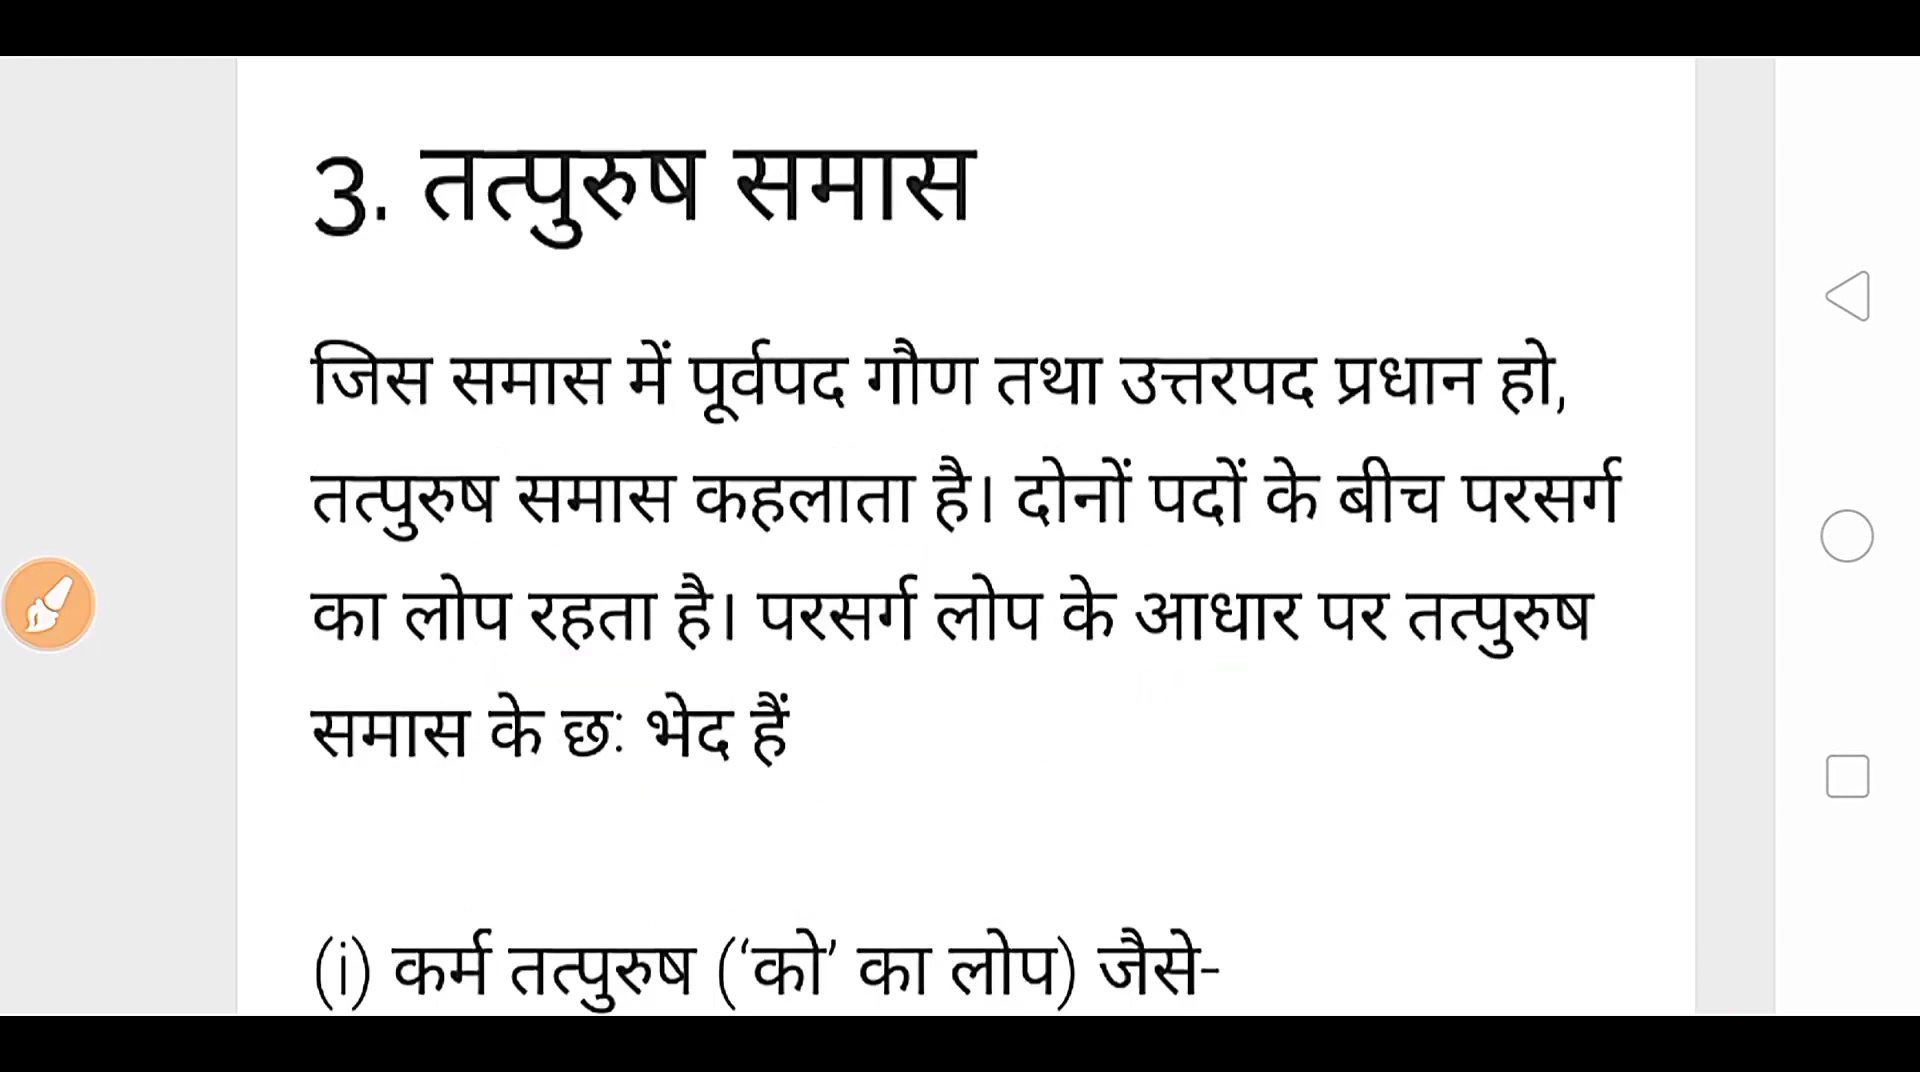 3. तत्पुरुष समास
जिस समास में पूर्वपद गौण तथा उत्तरपद प्रधान हो,
तत्पुरुष समास कहलाता है। दोनों पदों के बीच परसर्ग
का लोप रहता है। परसर्ग लोप के आधार पर तत्पुरुष
समास के छः भेद हैं
(i) कर्म तत्पुरुष (‘को’ का लोप) जैसे-